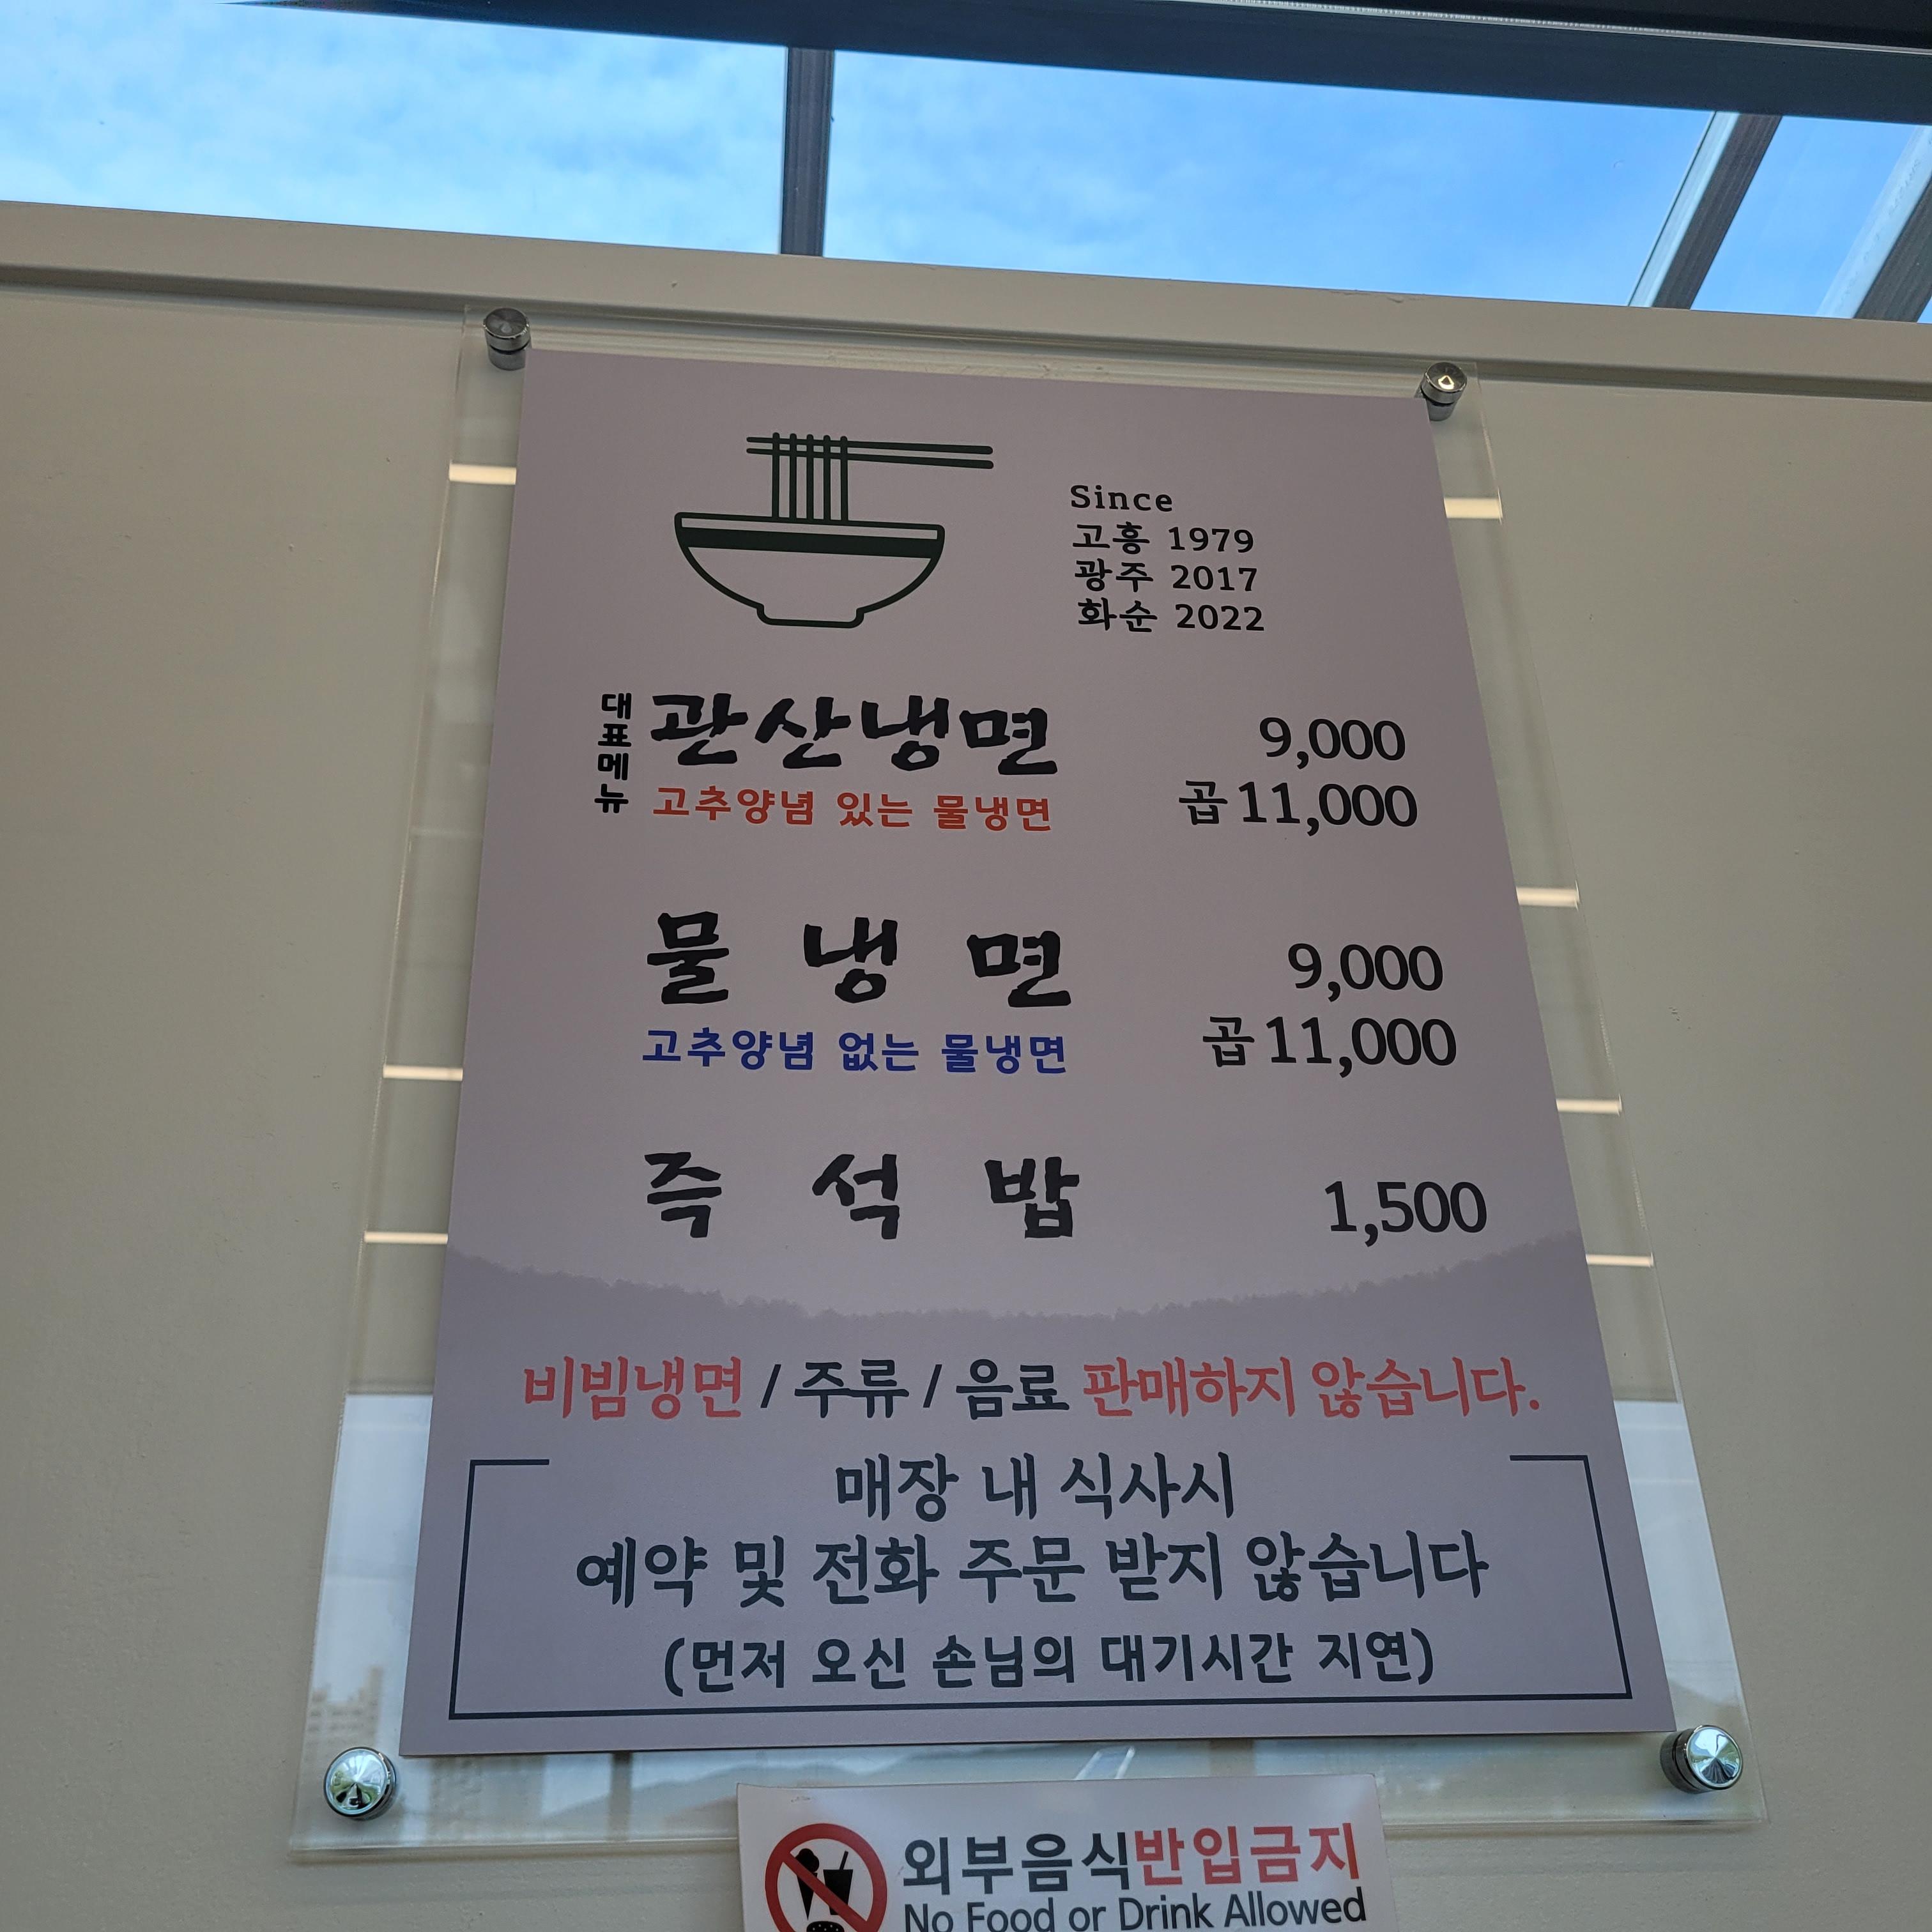 Since
고흥 1979
광주 2017
화순 2022
대표메뉴
관산냉면 9,000
고추양념 있는 물냉면 곱 11,000
물냉면 9,000
고추양념 없는 물냉면 곱 11,000
즉석밥 1,500
비빔냉면 / 주류 / 음료 판매하지 않습니다.
매장 내 식사시
예약 및 전화 주문 받지 않습니다
(먼저 오신 손님의 대기시간 지연)
외부음식반입금지
No Food or Drink Allowed